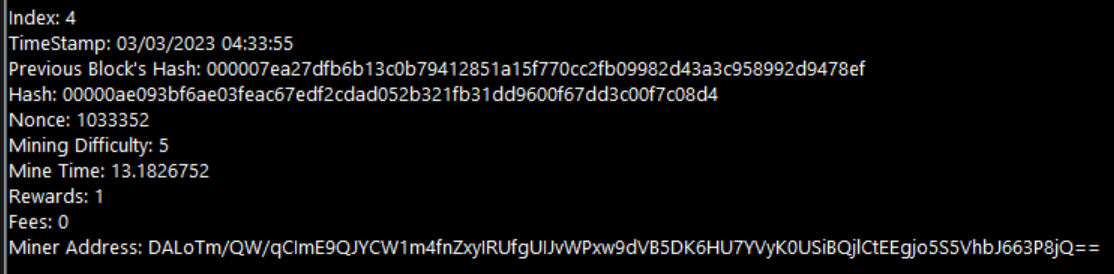 Index: 4
TimeStamp: 03/03/2023 04:33:55
Previous Block's Hash: 000007ea27dfb6b13c0b79412851a15f770cc2fb09982d43a3c958992d9478ef
Hash: 00000ae093bf6ae03feac67edf2cdad052b321fb31dd9600f67dd3c00f7c08d4
Nonce: 1033352
Mining Difficulty: 5
Mine Time: 13.1826752
Rewards: 1
Fees: 0
Miner Address: DALoTm/QW/qCImE9QJYCW1m4fnZxyIRUfgUIJvWPxw9dVB5DK6HU7YVyK0USiBQjlCtEEgjo5S5VhbJ663P8jQ==